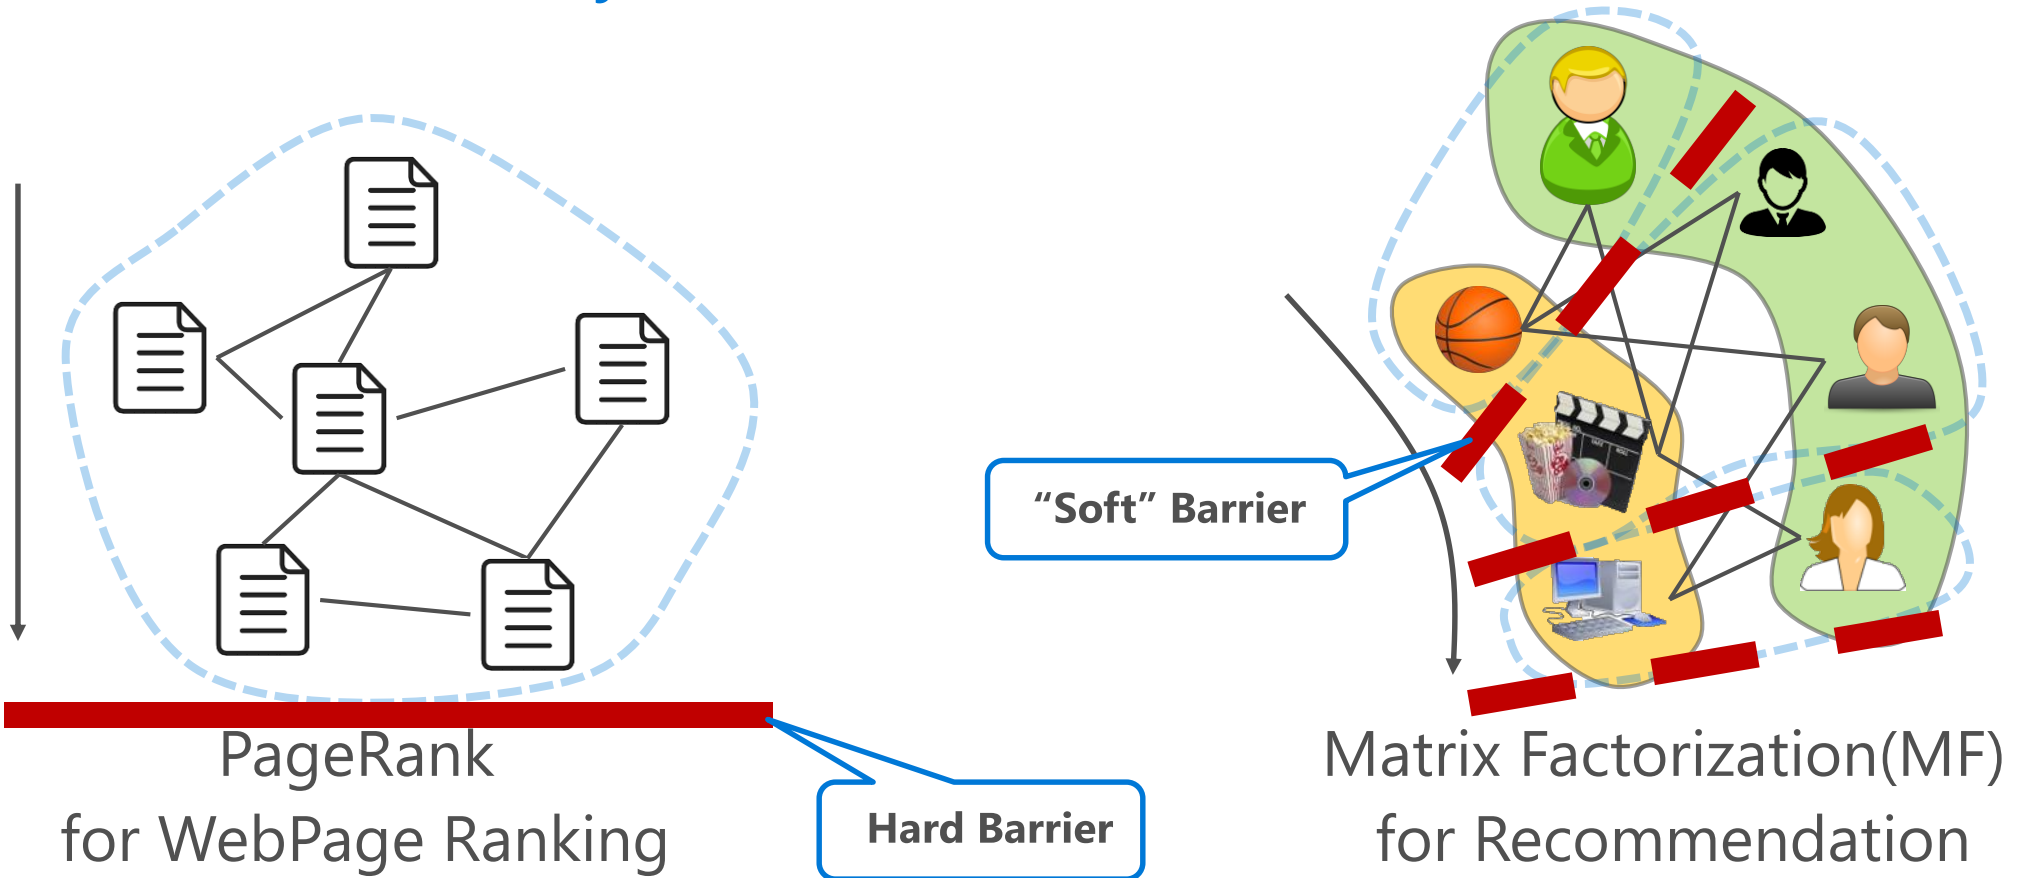 “Soft” Barrier
PageRank
for WebPage Ranking
Hard Barrier
Matrix Factorization(MF)
for Recommendation